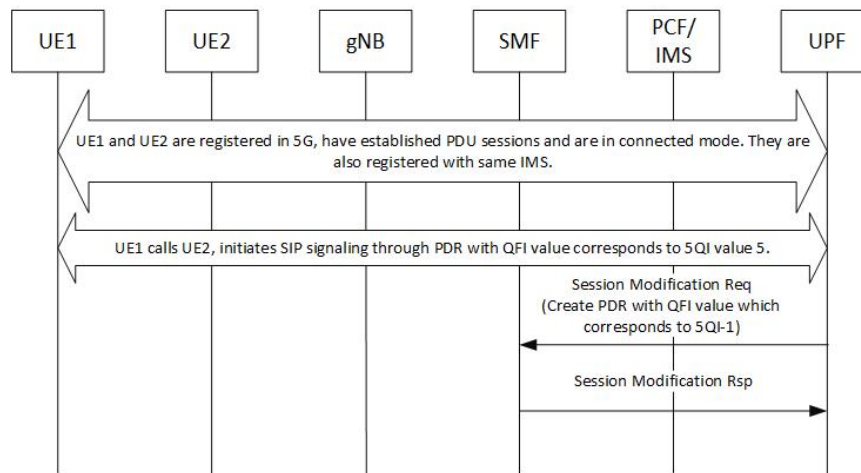 UE1
UE2
gNB
SMF
PCF/
IMS
UPF
UE1 and UE2 are registered in 5G, have established PDU sessions and are in connected mode. They are
also registered with same IMS.
UE1 calls UE2, initiates SIP signaling through PDR with QFI value corresponds to 5QI value 5.
Session Modification Req
(Create PDR with QFI value which
corresponds to 5QI-1)
Session Modification Rsp